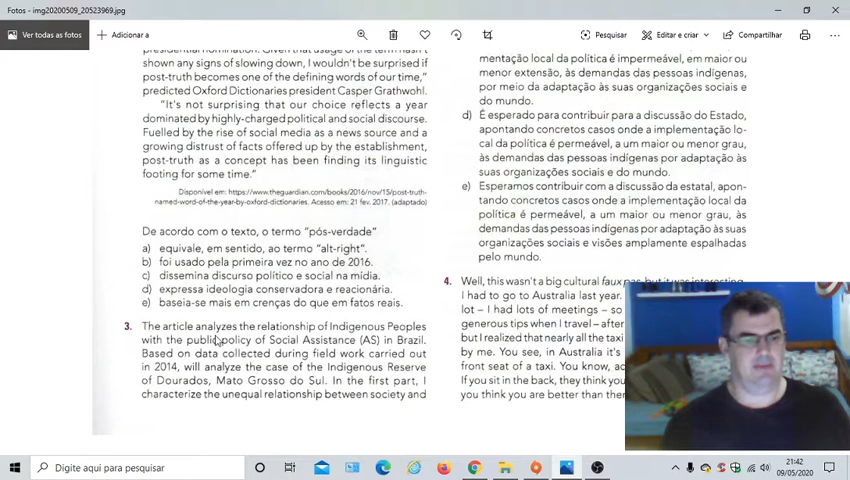 Fotos - img20200509_20523969.jpg
Ver todas as fotos
Adicionar a
Pesquisar
Editar e criar
Compartilhar
presidential nomination. Given that usage of the term hasn't
shown any signs of slowing down, I wouldn't be surprised if
post-truth becomes one of the defining words of our time,"
predicted Oxford Dictionaries president Casper Grathwohl.
"It's not surprising that our choice reflects a year
dominated by highly-charged political and social discourse.
Fuelled by the rise of social media as a news source and a
growing distrust of facts offered up by the establishment,
post-truth as a concept has been finding its linguistic
footing for some time."
Disponível em: https://www.theguardian.com/books/2016/nov/15/post-truth-
named-word-of-the-year-by-oxford-dictionaries. Acesso em: 21 fev. 2017. (adaptado)
De acordo com o texto, o termo "pós-verdade"
a) equivale, em sentido, ao termo "alt-right".
b) foi usado pela primeira vez no ano de 2016.
c) dissemina discurso político e social na mídia.
d) expressa ideologia conservadora e reacionária.
e) baseia-se mais em crenças do que em fatos reais.
3. The article analyzes the relationship of Indigenous Peoples
with the public policy of Social Assistance (AS) in Brazil.
Based on data collected during field work carried out
in 2014, will analyze the case of the Indigenous Reserve
of Dourados, Mato Grosso do Sul. In the first part, I
characterize the unequal relationship between society and
mentação local da política é impermeável, em maior ou
menor extensão, às demandas das pessoas indígenas,
por meio da adaptação às suas organizações sociais e
do mundo.
d) É esperado para contribuir para a discussão do Estado,
apontando concretos casos onde a implementação lo-
cal da política é permeável, a um maior ou menor grau,
às demandas das pessoas indígenas por adaptação às
suas organizações sociais e do mundo.
e) Esperamos contribuir com a discussão da estatal, apon-
tando concretos casos onde a implementação local da
política é permeável, a um maior ou menor grau, às
demandas das pessoas indígenas por adaptação às suas
organizações sociais e visões amplamente espalhadas
pelo mundo.
4. Well, this wasn't a big cultural faux pas, but it was interesting.
I had to go to Australia last year.
lot – I had lots of meetings – so
generous tips when I travel – after
but I realized that nearly all the taxi
by me. You see, in Australia it's
front seat of a taxi. You know,
If you sit in the back, they think you
you think you are better than
Digite aqui para pesquisar
21:42
09/05/2020